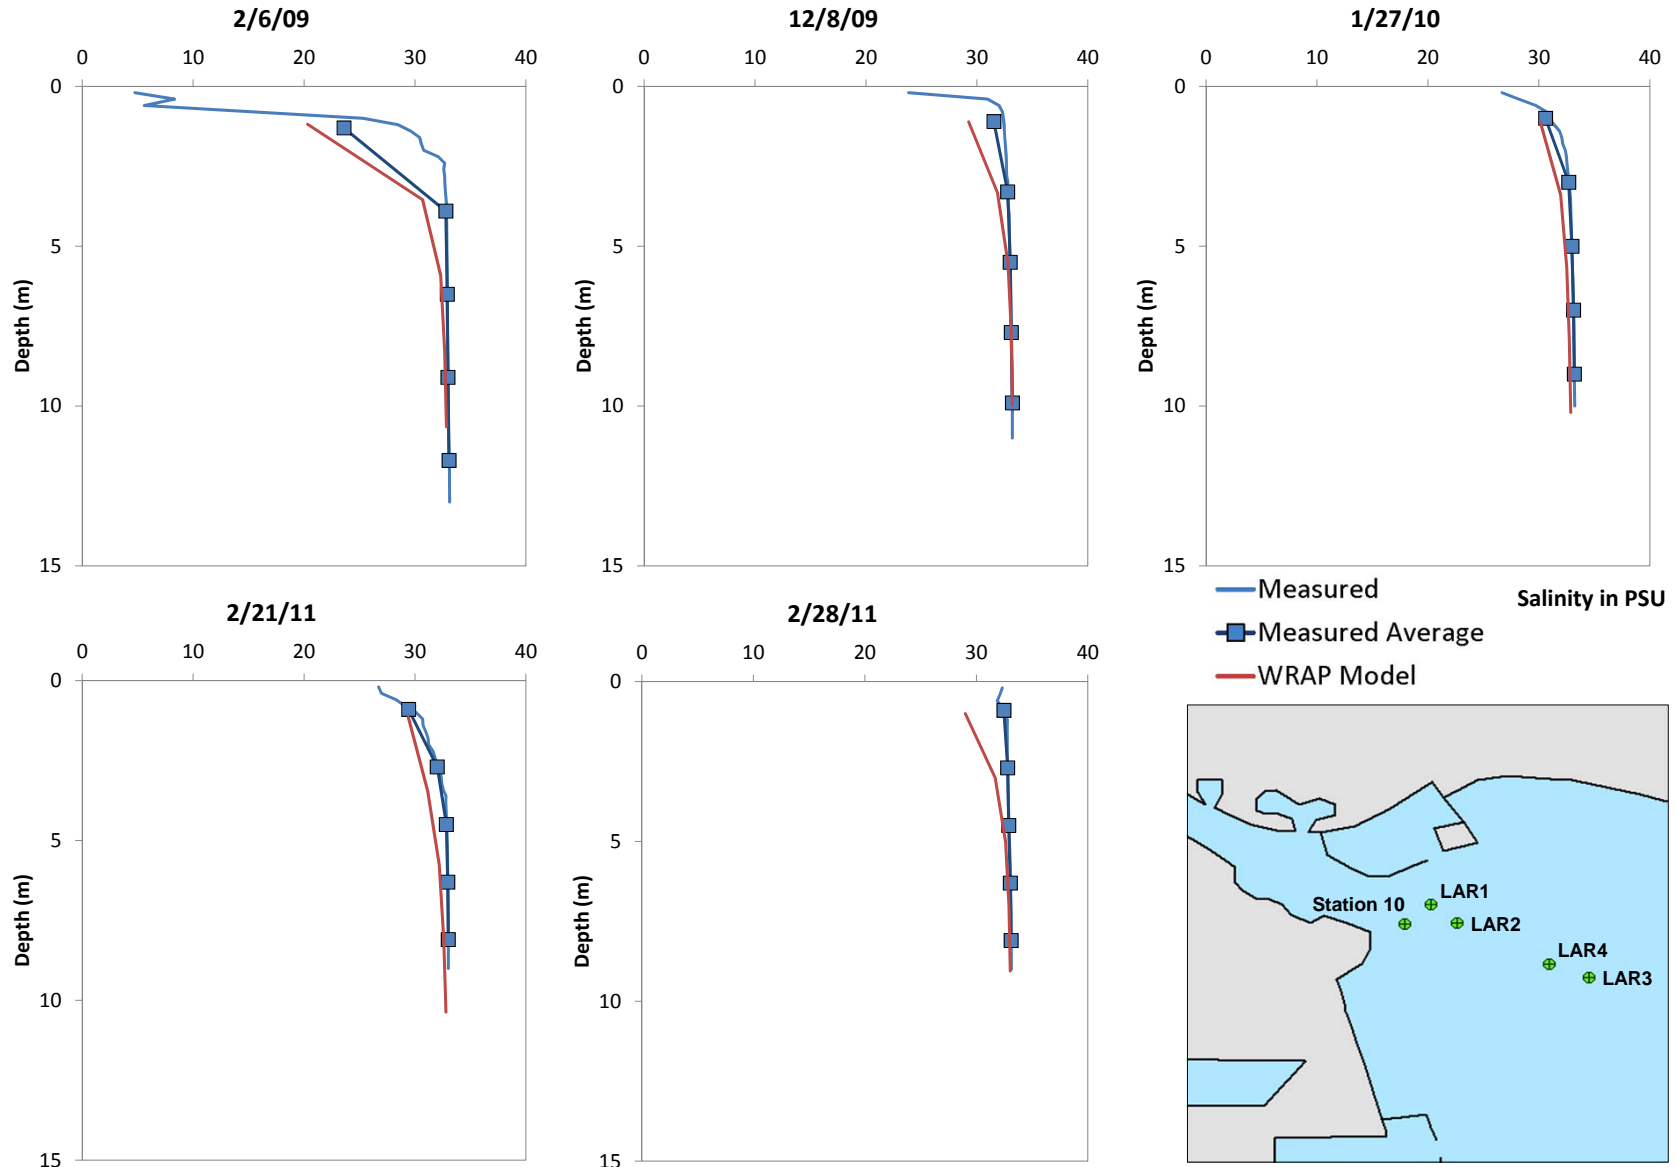 2/6/09
0 10 20 30 40
0
5
10
15
Depth (m)
12/8/09
0 10 20 30 40
0
5
10
15
Depth (m)
1/27/10
0 10 20 30 40
0
5
10
15
Depth (m)
2/21/11
0 10 20 30 40
0
5
10
15
Depth (m)
2/28/11
0 10 20 30 40
0
5
10
15
Depth (m)
Measured
Measured Average
WRAP Model
Salinity in PSU
Station 10
LAR1
LAR2
LAR4
LAR3